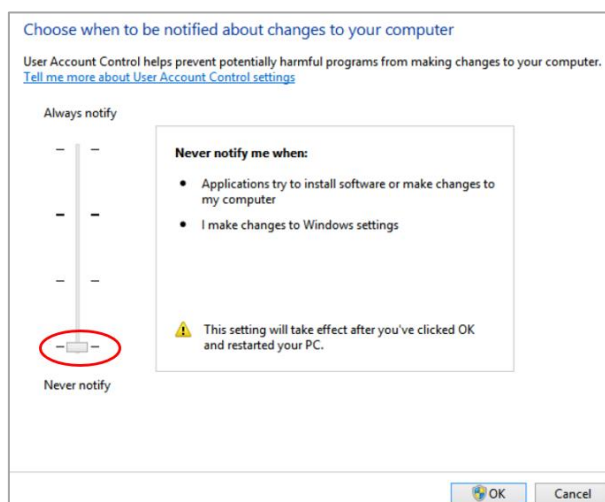 Choose when to be notified about changes to your computer
User Account Control helps prevent potentially harmful programs from making changes to your computer.
Tell me more about User Account Control settings
Always notify
Never notify me when:
Applications try to install software or make changes to
my computer
I make changes to Windows settings
This setting will take effect after you've clicked OK
and restarted your PC.
Never notify
OK
Cancel